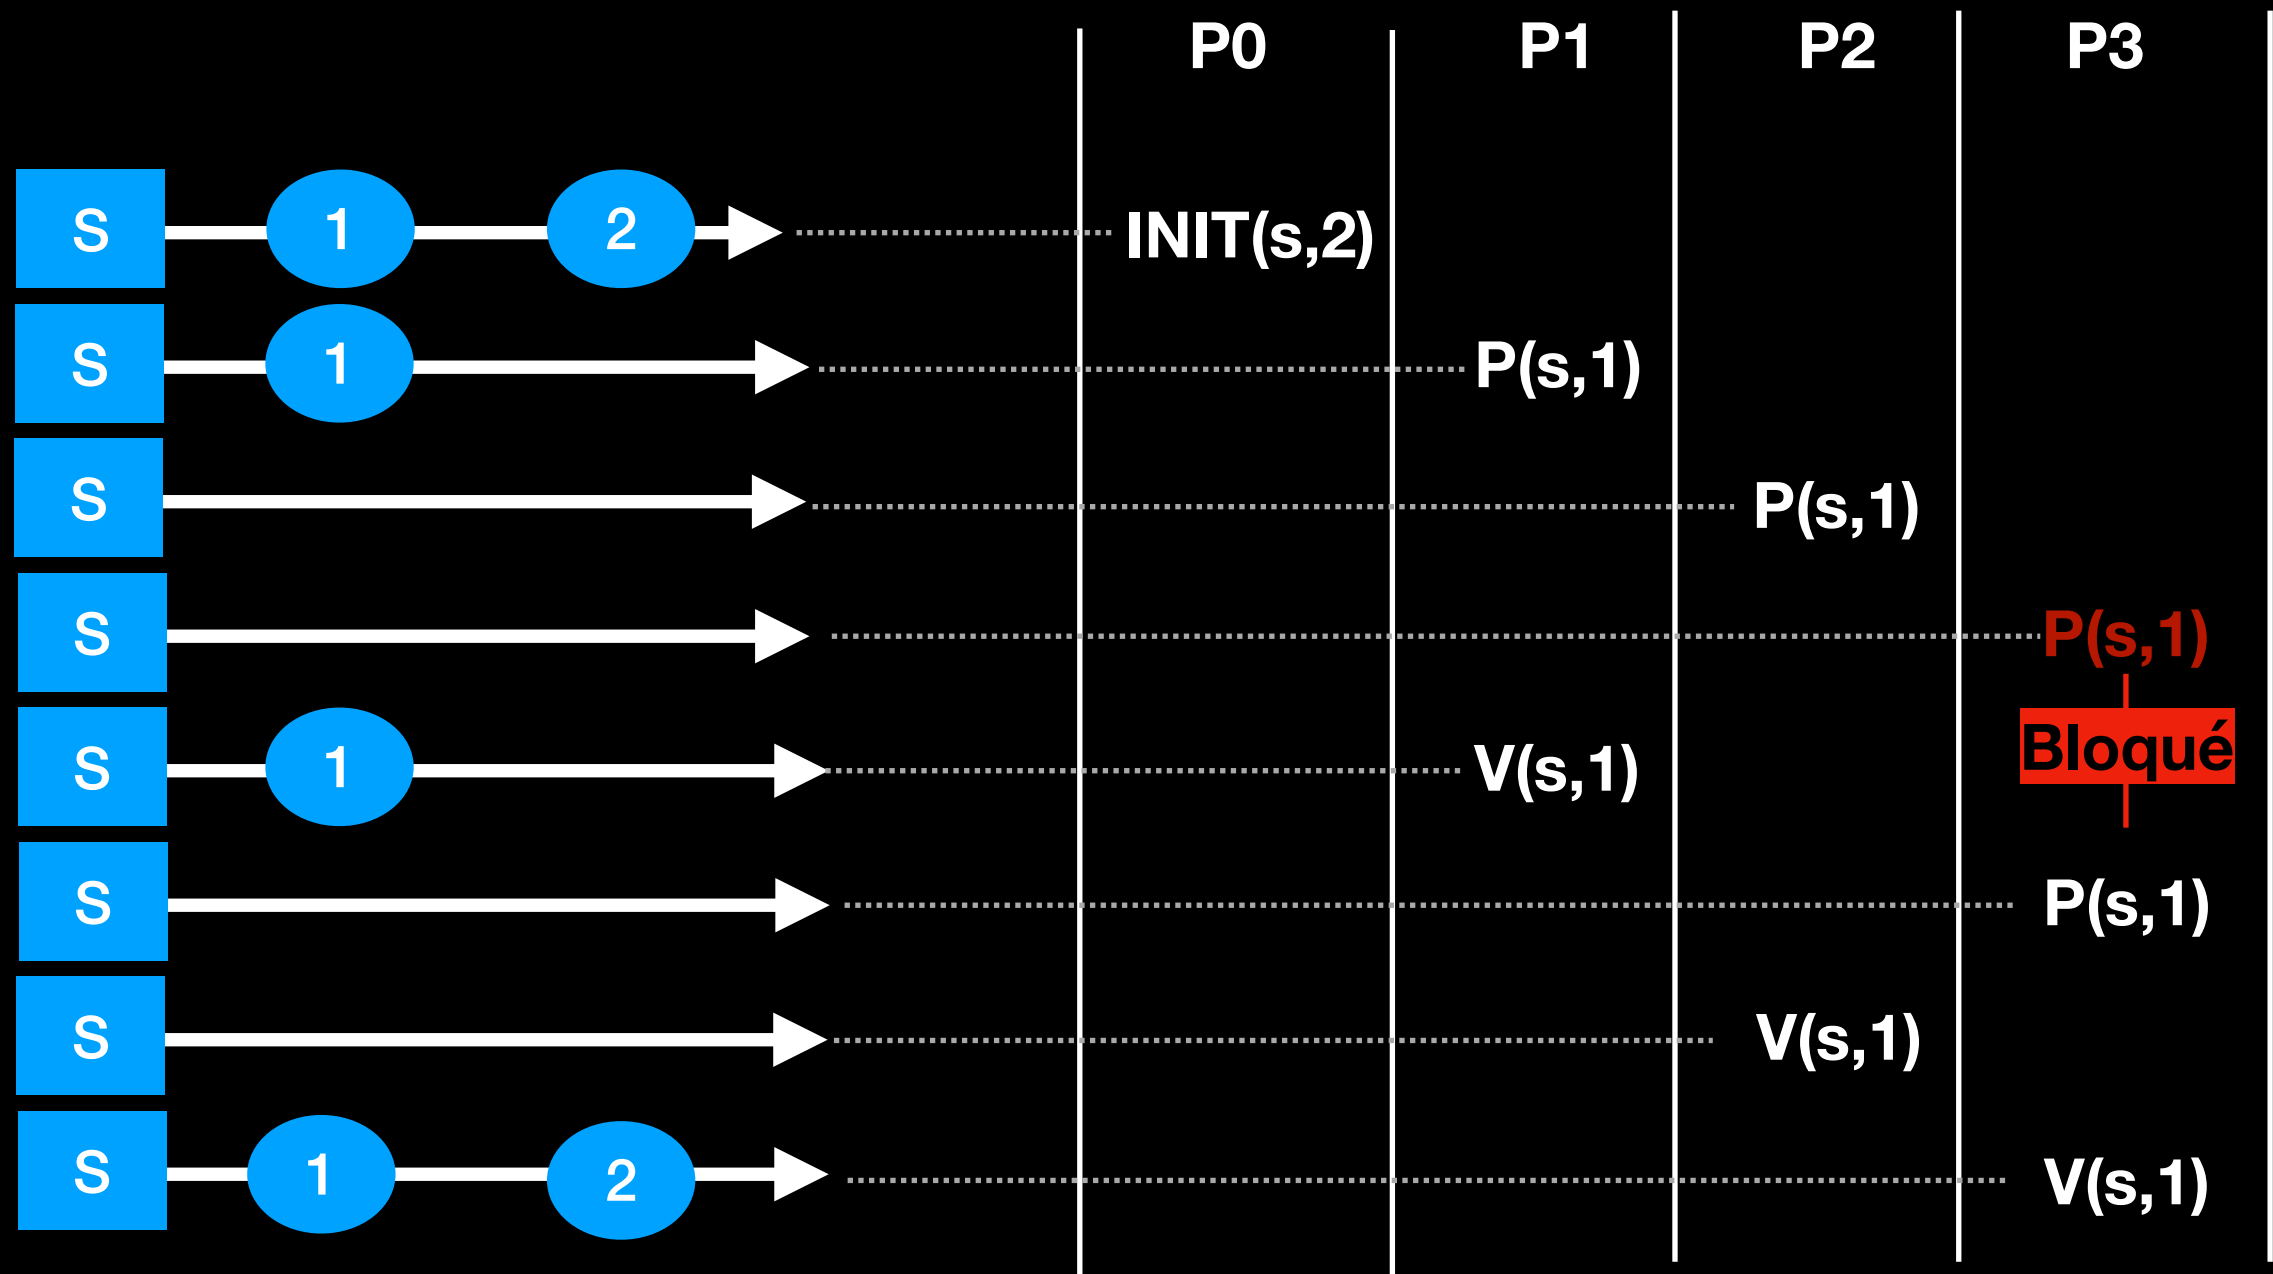 P0 P1 P2 P3
S 1 2 INIT(s,2)
S 1 P(s,1)
S P(s,1)
S P(s,1)
S 1 V(s,1) Bloqué
S P(s,1)
S V(s,1)
S 1 2 V(s,1)